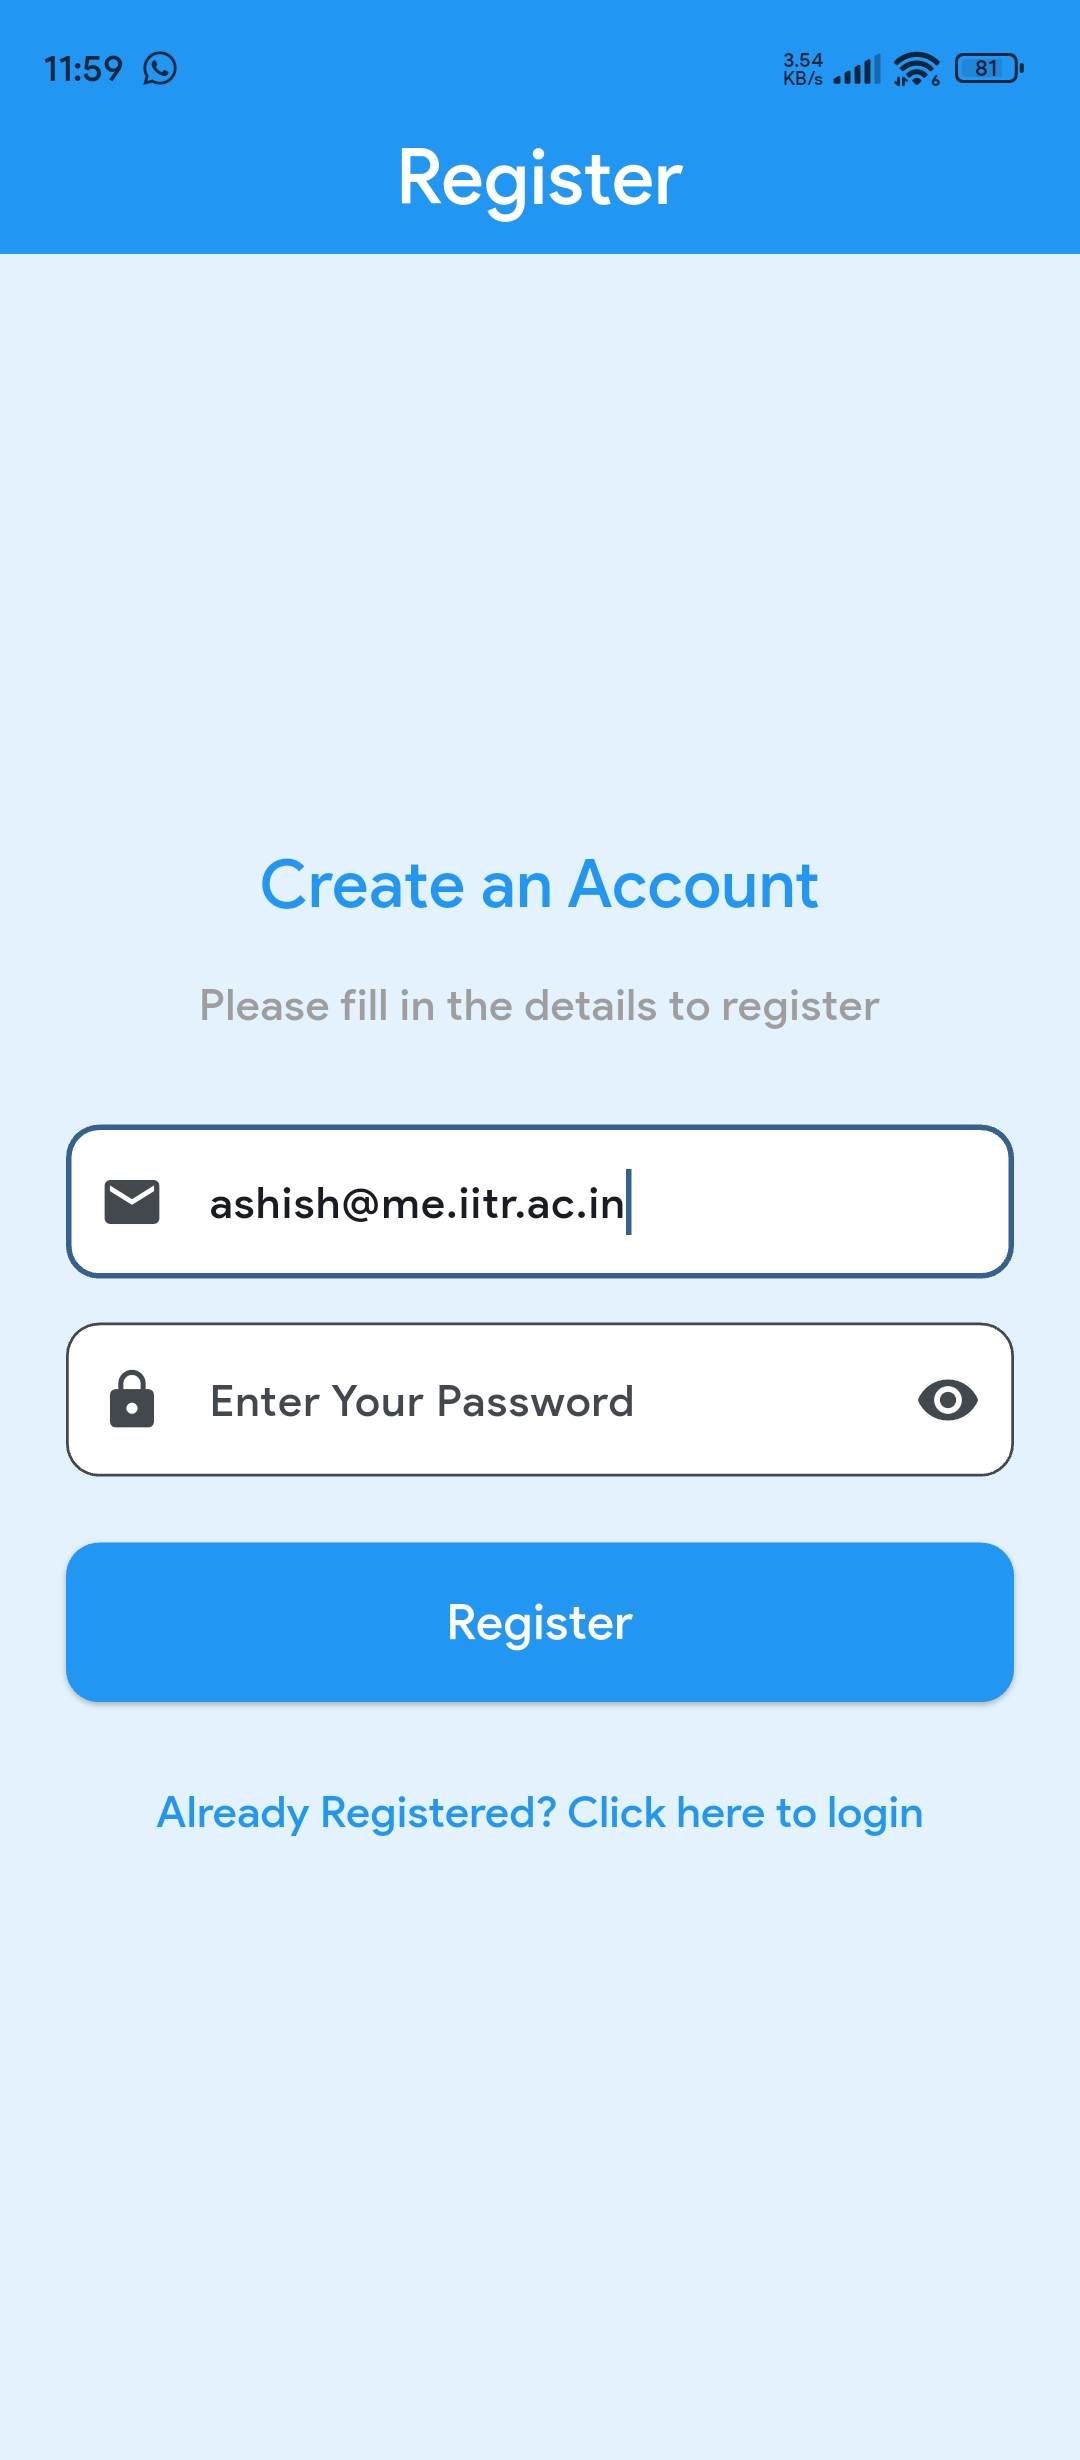 11:59
3.54
KB/s
6
81
Register
Create an Account
Please fill in the details to register
ashish@me.iitr.ac.in
Enter Your Password
Register
Already Registered? Click here to login